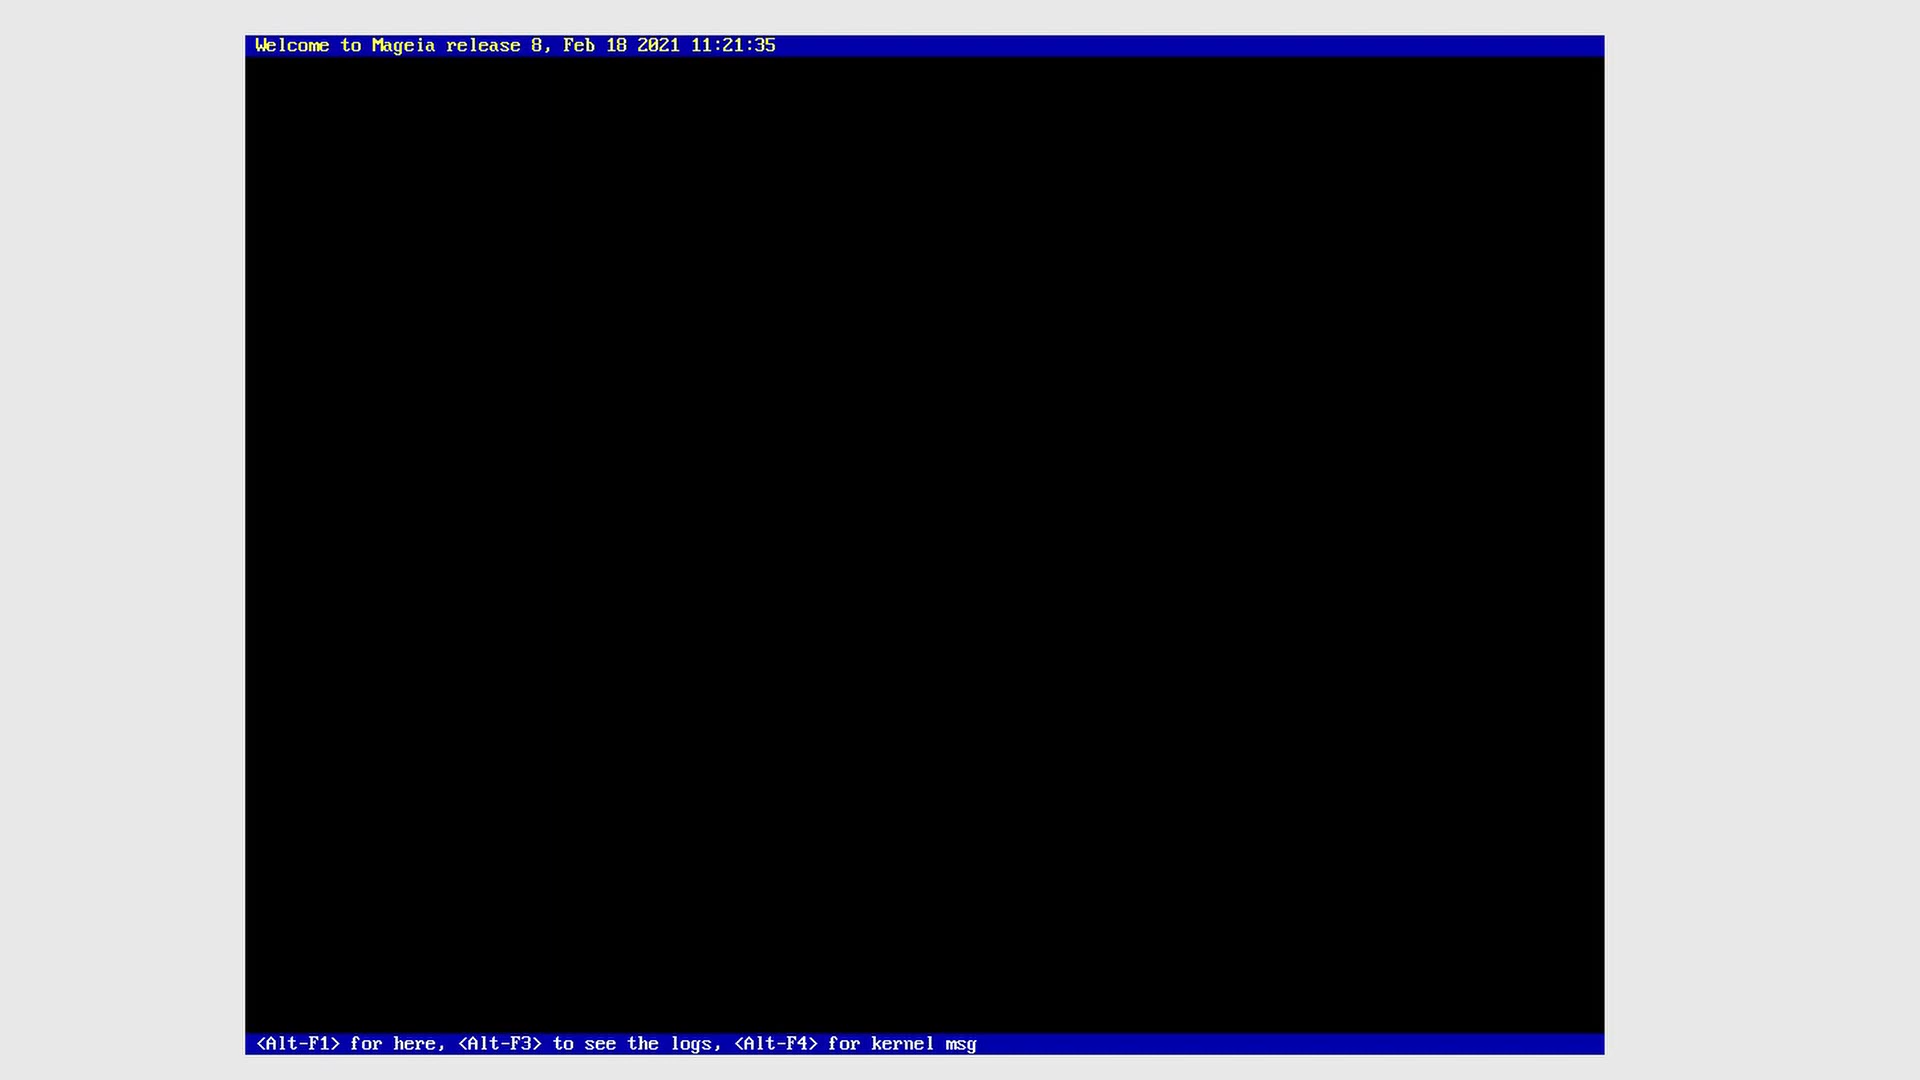 Welcome to Mageia release 8, Feb 18 2021 11:21:35
<Alt-F1> for here, <Alt-F3> to see the logs, <Alt-F4> for kernel msg